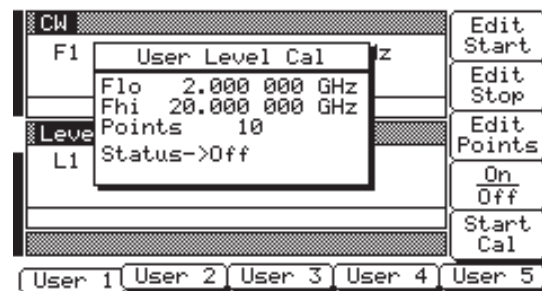 CW
F1
Hz
User Level Cal
Flo 2.000 000 GHz
Fhi 20.000 000 GHz
Points 10
Status->Off
Leve
L1
Edit
Start
Edit
Stop
Edit
Points
On
Off
Start
Cal
User 1 User 2 User 3 User 4 User 5